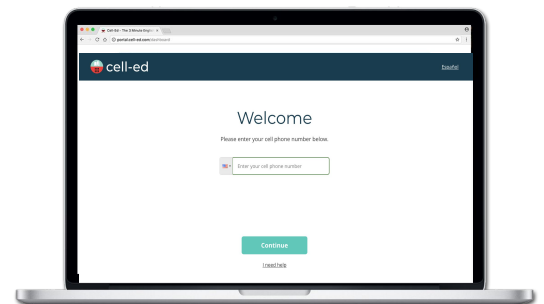 Cell-Ed - The 3 Minute Englis
portal.cell-ed.com/dashboard
cell-ed
Español
Welcome
Please enter your cell phone number below.
Enter your cell phone number
Continue
I need help